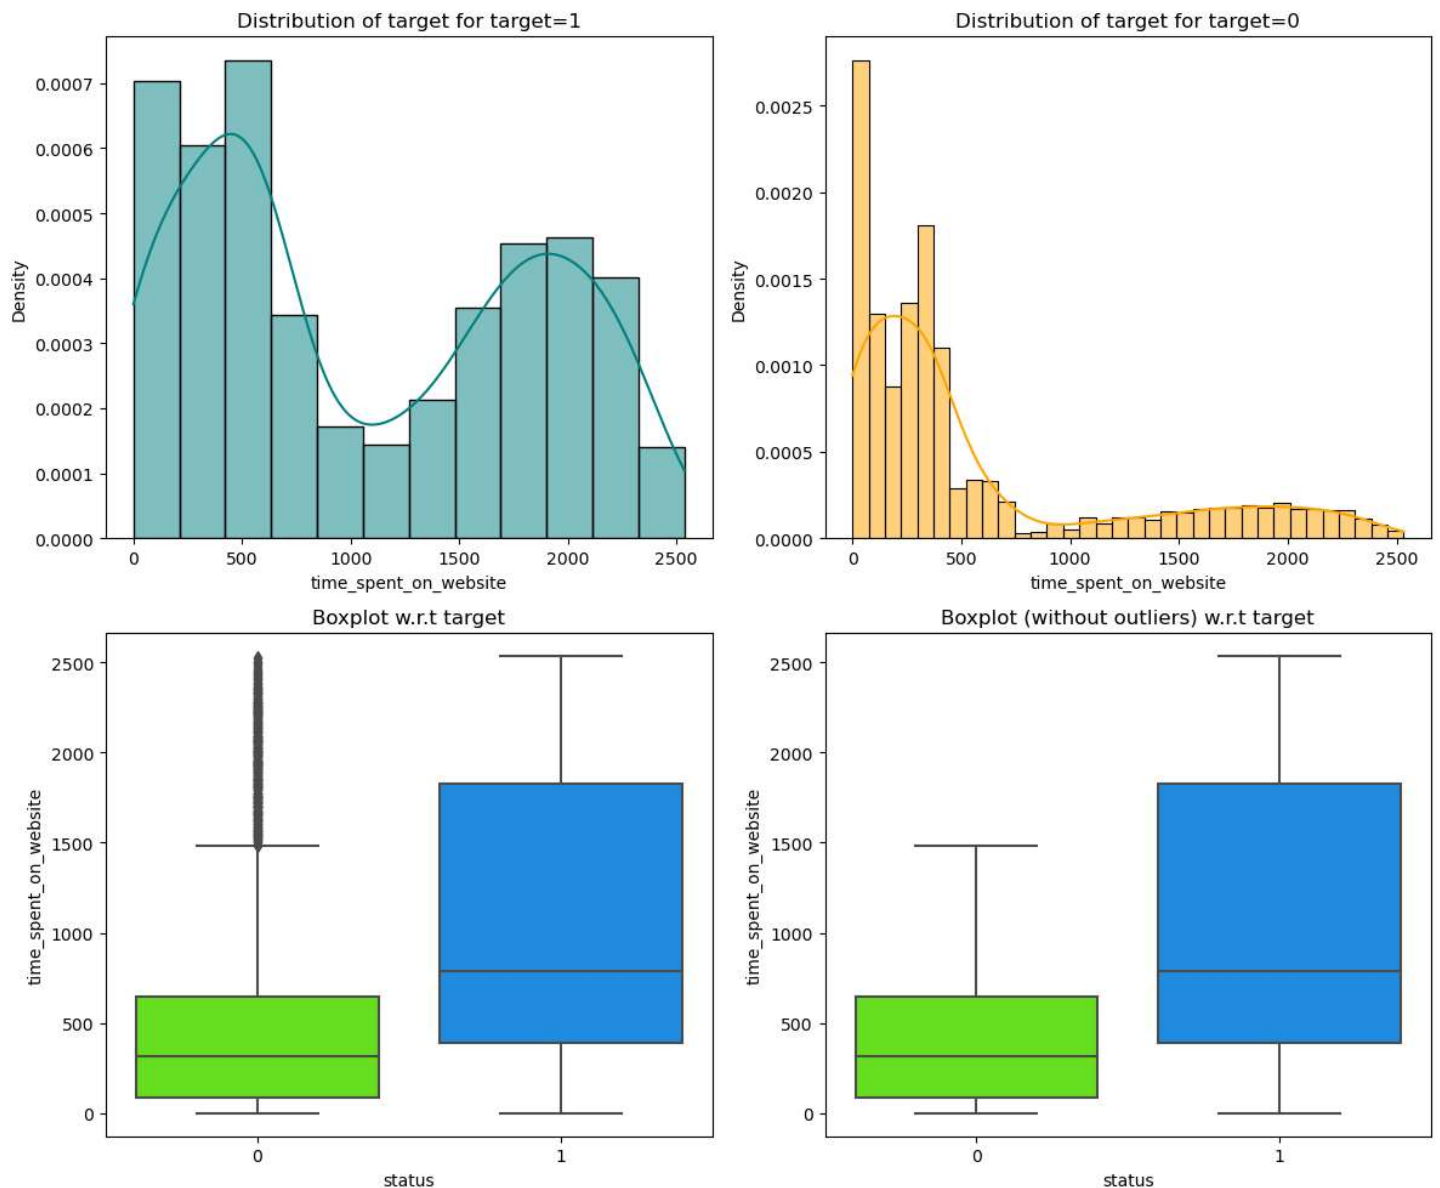 Distribution of target for target=1
Density
0.0007
0.0006
0.0005
0.0004
0.0003
0.0002
0.0001
0.0000
0 500 1000 1500 2000 2500
time_spent_on_website
Distribution of target for target=0
Density
0.0025
0.0020
0.0015
0.0010
0.0005
0.0000
0 500 1000 1500 2000 2500
time_spent_on_website
Boxplot w.r.t target
time_spent_on_website
2500
2000
1500
1000
500
0
0 1
status
Boxplot (without outliers) w.r.t target
time_spent_on_website
2500
2000
1500
1000
500
0
0 1
status